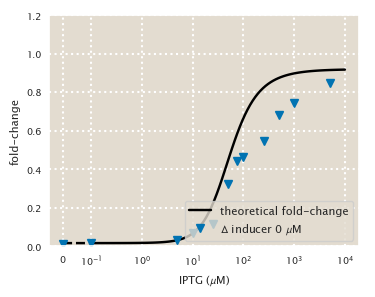 1.2
1.0
0.8
0.6
0.4
0.2
0.0
fold-change
theoretical fold-change
Δ inducer 0 μM
0 10⁻¹ 10⁰ 10¹ 10² 10³ 10⁴
IPTG (μM)